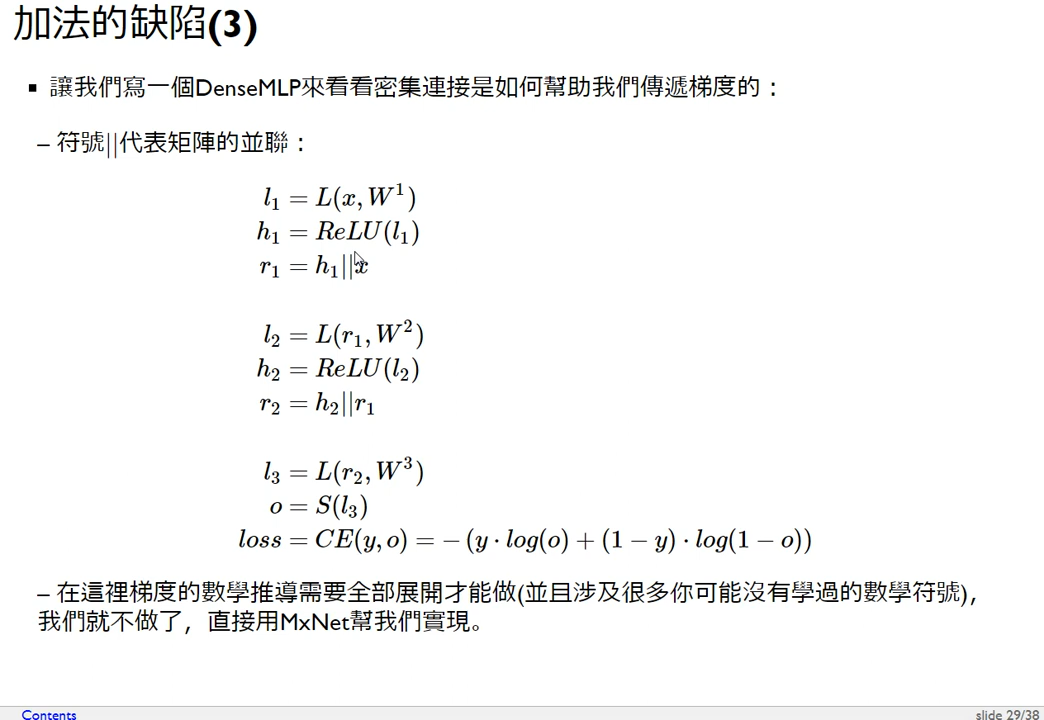 加法的缺陷(3)
讓我們寫一個DenseMLP來看看密集連接是如何幫助我們傳遞梯度的：
– 符號||代表矩陣的並聯：
l₁ = L(x, W¹)
h₁ = ReLU(l₁)
r₁ = h₁||x
l₂ = L(r₁, W²)
h₂ = ReLU(l₂)
r₂ = h₂||r₁
l₃ = L(r₂, W³)
o = S(l₃)
loss = CE(y, o) = −(y · log(o) + (1 − y) · log(1 − o))
– 在這裡梯度的數學推導需要全部展開才能做(並且涉及很多你可能沒有學過的數學符號)，
我們就不做了，直接用MxNet幫我們實現。
Contents
slide 29/38